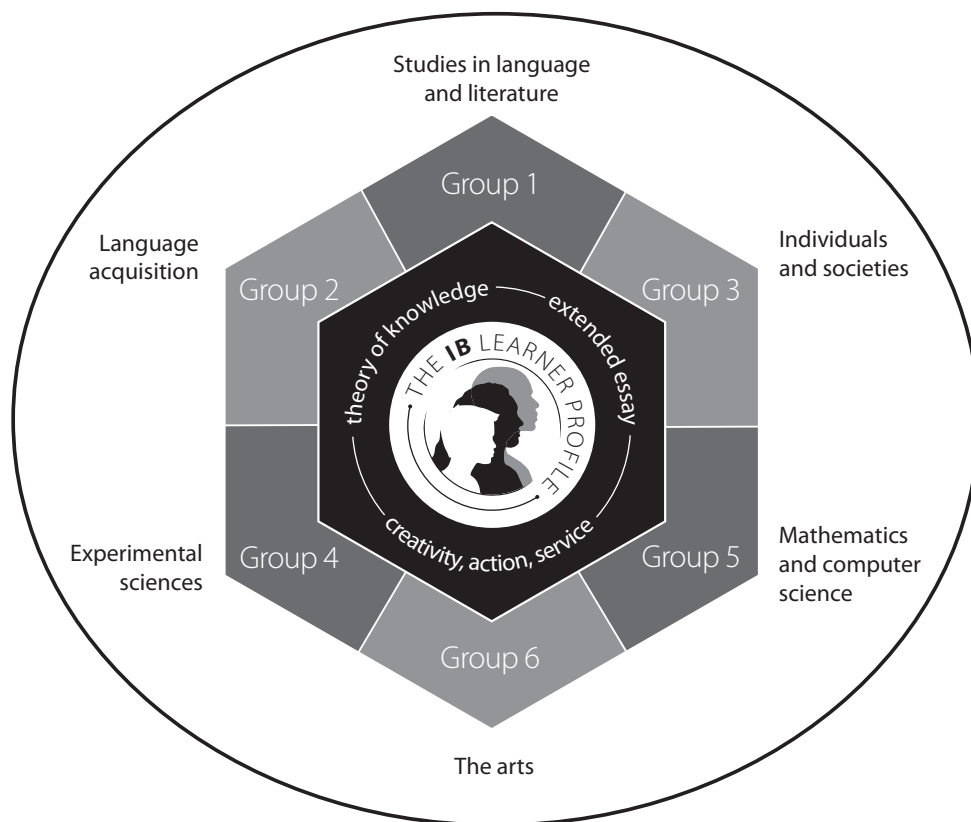 Studies in language
and literature
Group 1
Language
acquisition
Individuals
and societies
Group 2
Group 3
theory of knowledge
extended essay
THE IB LEARNER PROFILE
creativity, action, service
Experimental
sciences
Group 4
Group 5
Mathematics
and computer
science
Group 6
The arts